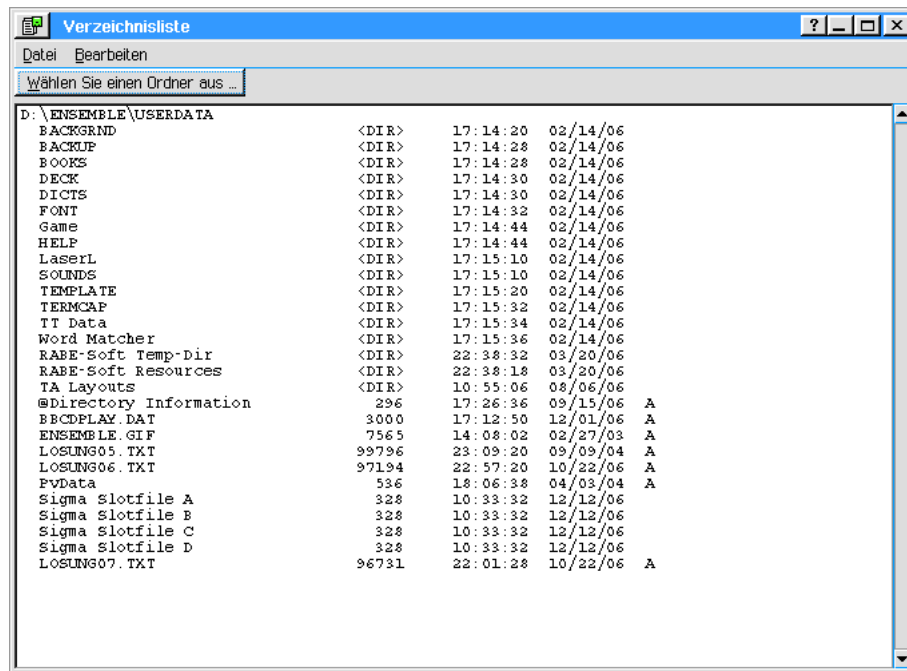 Verzeichnisliste
Datei Bearbeiten
Wählen Sie einen Ordner aus ...
D:\ENSEMBLE\USERDATA
BACKGRND <DIR> 17:14:20 02/14/06
BACKUP <DIR> 17:14:28 02/14/06
BOOKS <DIR> 17:14:28 02/14/06
DECK <DIR> 17:14:30 02/14/06
DICTS <DIR> 17:14:30 02/14/06
FONT <DIR> 17:14:32 02/14/06
Game <DIR> 17:14:44 02/14/06
HELP <DIR> 17:14:44 02/14/06
LaserL <DIR> 17:15:10 02/14/06
SOUNDS <DIR> 17:15:10 02/14/06
TEMPLATE <DIR> 17:15:20 02/14/06
TERMCAP <DIR> 17:15:32 02/14/06
TT Data <DIR> 17:15:34 02/14/06
Word Matcher <DIR> 17:15:36 02/14/06
RABE-Soft Temp-Dir <DIR> 22:38:32 03/20/06
RABE-Soft Resources <DIR> 22:38:18 03/20/06
TA Layouts <DIR> 10:55:06 08/06/06
@Directory Information 296 17:26:36 09/15/06 A
BBCDPLAY.DAT 3000 17:12:50 12/01/06 A
ENSEMBLE.GIF 7565 14:08:02 02/27/03 A
LOSUNG05.TXT 99796 23:09:20 09/09/04 A
LOSUNG06.TXT 97194 22:57:20 10/22/06 A
PvData 536 18:06:38 04/03/04 A
Sigma Slotfile A 328 10:33:32 12/12/06
Sigma Slotfile B 328 10:33:32 12/12/06
Sigma Slotfile C 328 10:33:32 12/12/06
Sigma Slotfile D 328 10:33:32 12/12/06
LOSUNG07.TXT 96731 22:01:28 10/22/06 A